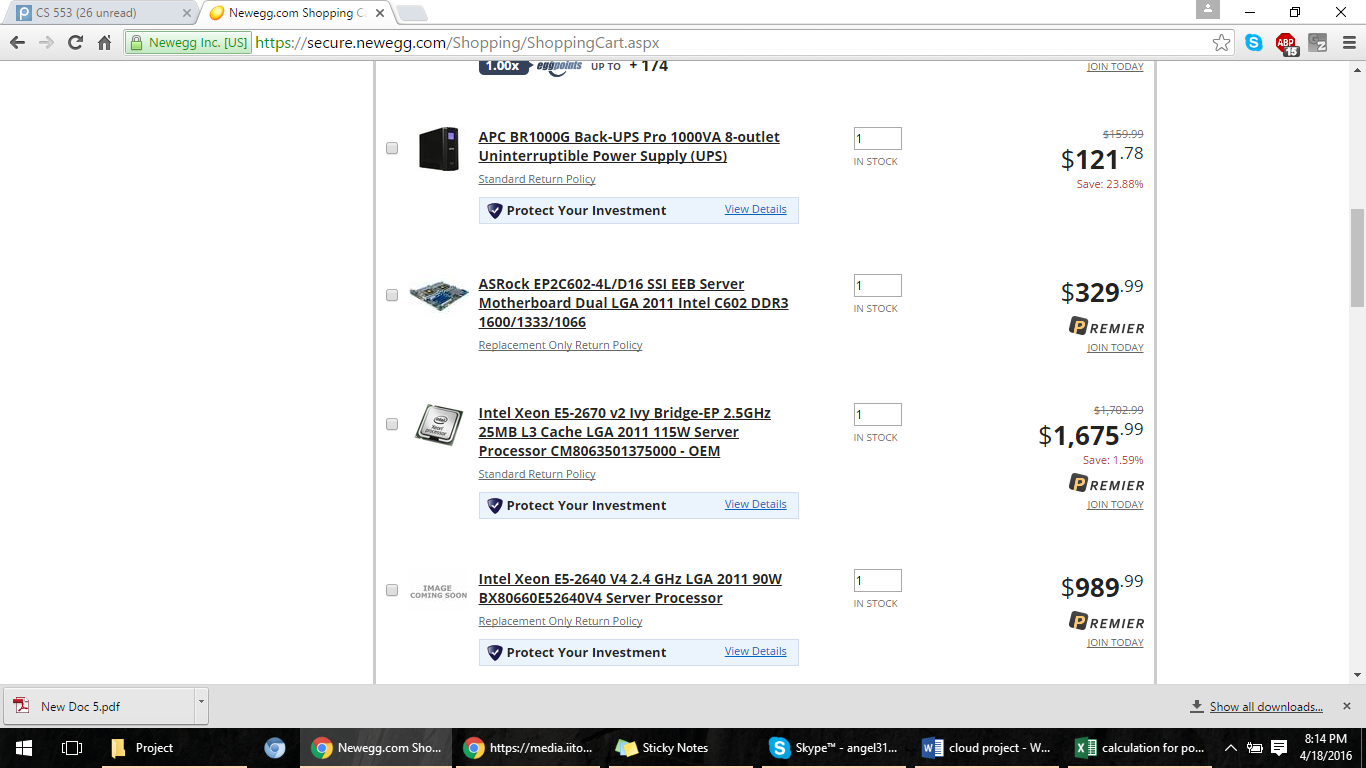 CS 553 (26 unread)
Newegg.com Shopping Ca
Newegg Inc. [US]
https://secure.newegg.com/Shopping/ShoppingCart.aspx
ABP
15
1.00x eggpoints UP TO + 174
JOIN TODAY
APC BR1000G Back-UPS Pro 1000VA 8-outlet
Uninterruptible Power Supply (UPS)
Standard Return Policy
Protect Your Investment View Details
1
IN STOCK
$159.99
$121.78
Save: 23.88%
ASRock EP2C602-4L/D16 SSI EEB Server
Motherboard Dual LGA 2011 Intel C602 DDR3
1600/1333/1066
Replacement Only Return Policy
1
IN STOCK
$329.99
PREMIER
JOIN TODAY
Intel Xeon E5-2670 v2 Ivy Bridge-EP 2.5GHz
25MB L3 Cache LGA 2011 115W Server
Processor CM8063501375000 - OEM
Standard Return Policy
Protect Your Investment View Details
1
IN STOCK
$1,702.99
$1,675.99
Save: 1.59%
PREMIER
JOIN TODAY
IMAGE
COMING SOON
Intel Xeon E5-2640 V4 2.4 GHz LGA 2011 90W
BX80660E52640V4 Server Processor
Replacement Only Return Policy
Protect Your Investment View Details
1
IN STOCK
$989.99
PREMIER
JOIN TODAY
New Doc 5.pdf
Show all downloads...
Project
Newegg.com Sho...
https://media.iito...
Sticky Notes
Skype™ - angel31...
cloud project - W...
calculation for po...
8:14 PM
4/18/2016